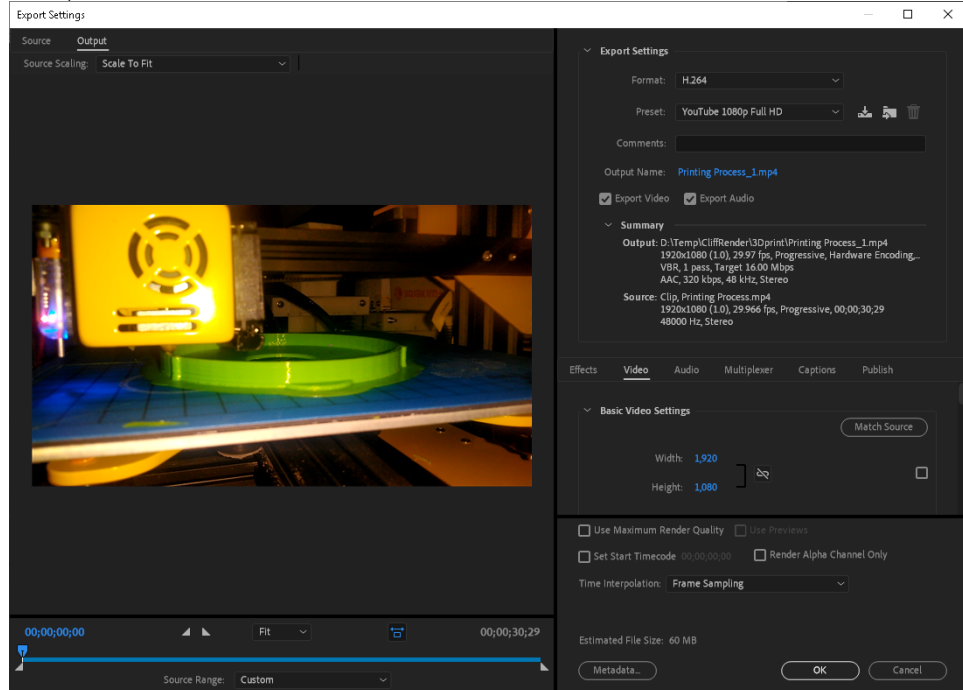 Export Settings
Source Output
Source Scaling: Scale To Fit
00;00;00;00 Fit 00;00;30;29
Source Range: Custom
Export Settings
Format: H.264
Preset: YouTube 1080p Full HD
Comments:
Output Name: Printing Process_1.mp4
Export Video Export Audio
Summary
Output: D:\Temp\CliffRender\3Dprint\Printing Process_1.mp4
1920x1080 (1.0), 29.97 fps, Progressive, Hardware Encoding,...
VBR, 1 pass, Target 16.00 Mbps
AAC, 320 kbps, 48 kHz, Stereo
Source: Clip, Printing Process.mp4
1920x1080 (1.0), 29.966 fps, Progressive, 00;00;30;29
48000 Hz, Stereo
Effects Video Audio Multiplexer Captions Publish
Basic Video Settings
Match Source
Width: 1,920
Height: 1,080
Use Maximum Render Quality Use Previews
Set Start Timecode 00;00;00;00 Render Alpha Channel Only
Time Interpolation: Frame Sampling
Estimated File Size: 60 MB
Metadata... OK Cancel